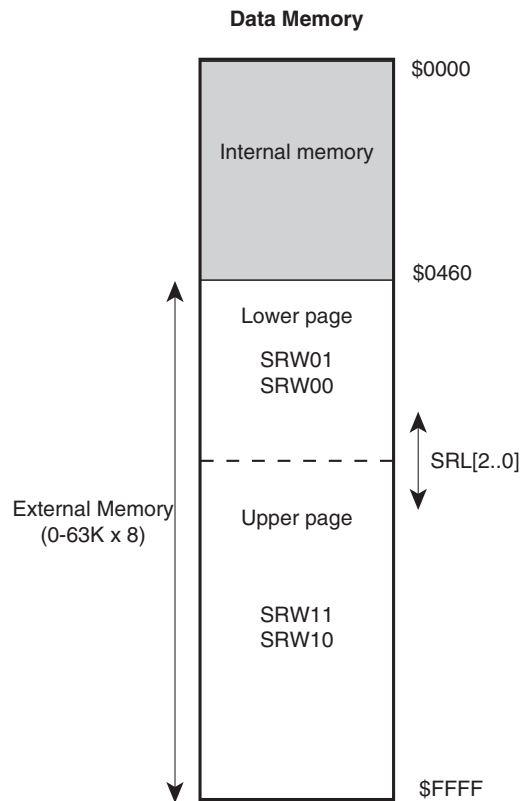 Data Memory
$0000
Internal memory
$0460
Lower page
SRW01
SRW00
SRL[2..0]
External Memory
(0-63K x 8)
Upper page
SRW11
SRW10
$FFFF